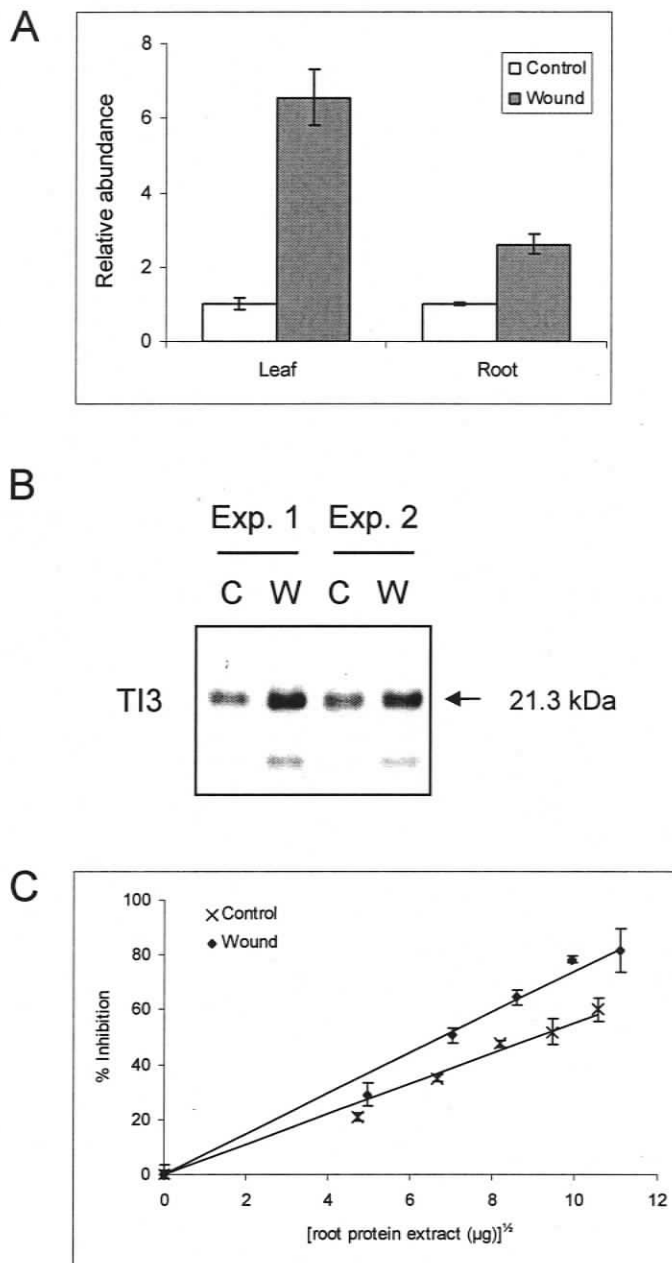 A
8
6
4
2
0
Relative abundance
Control
Wound
Leaf
Root
B
Exp. 1 Exp. 2
C W C W
TI3
21.3 kDa
C
100
80
60
40
20
0
% Inhibition
Control
Wound
0 2 4 6 8 10 12
[root protein extract (µg)]½